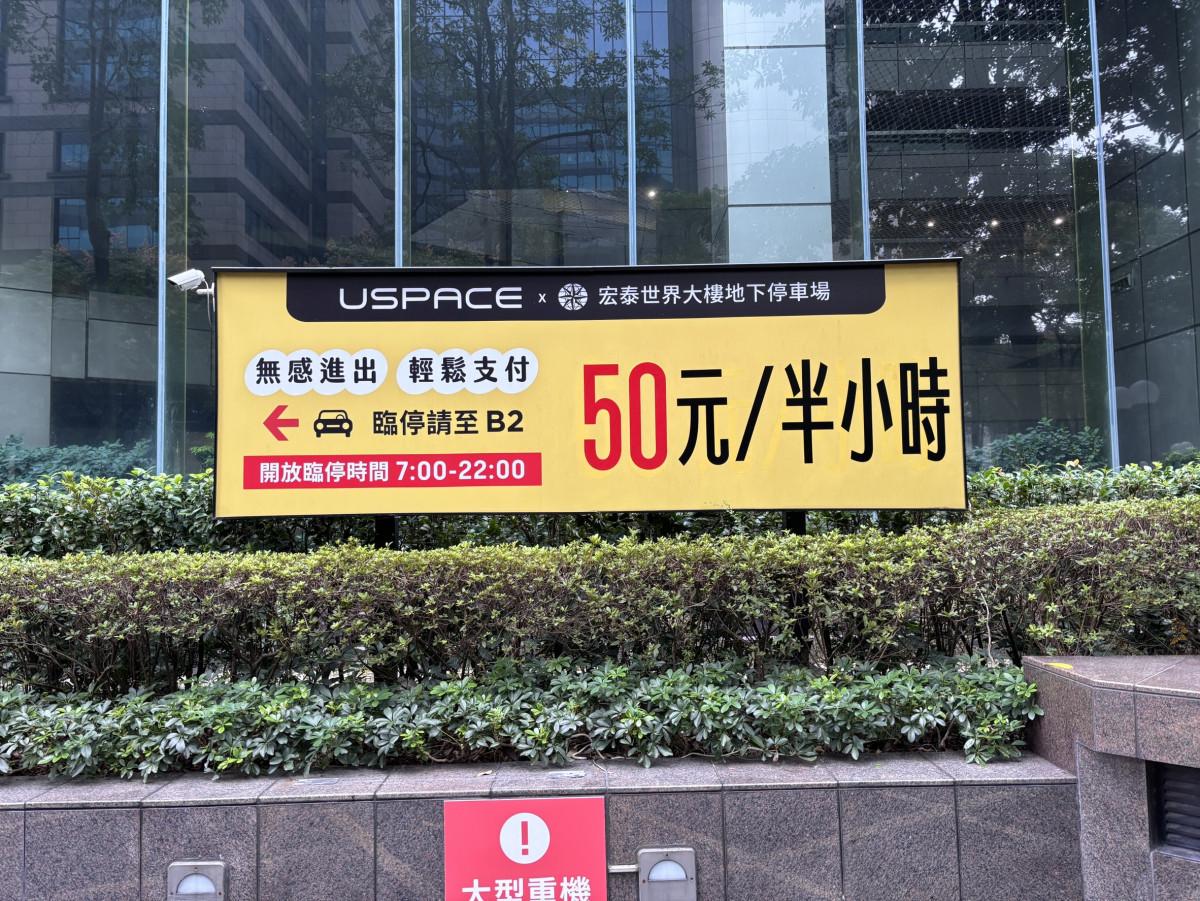 USPACE x 宏泰世界大樓地下停車場
無感進出 輕鬆支付
臨停請至 B2
開放臨停時間 7:00-22:00
50元/半小時
大型重機